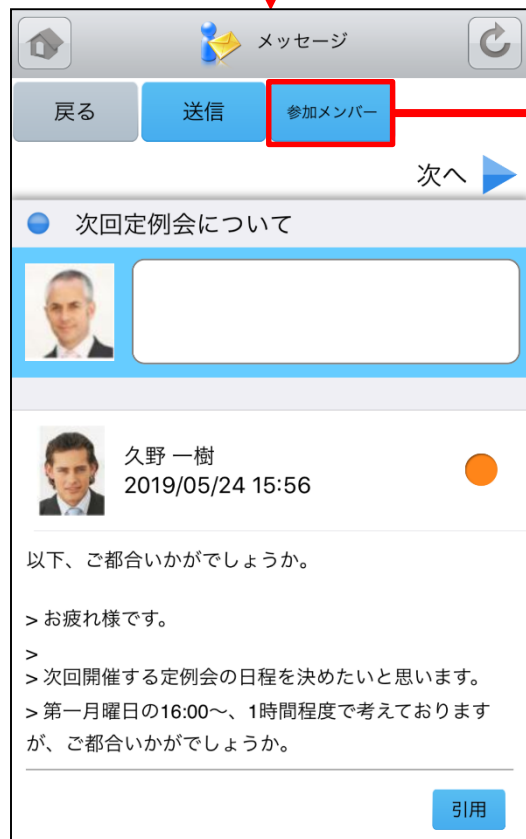 メッセージ
戻る
送信
参加メンバー
次へ
次回定例会について
久野 一樹
2019/05/24 15:56
以下、ご都合いかがでしょうか。
> お疲れ様です。
>
> 次回開催する定例会の日程を決めたいと思います。
> 第一月曜日の16:00〜、1時間程度で考えております
が、ご都合いかがでしょうか。
引用